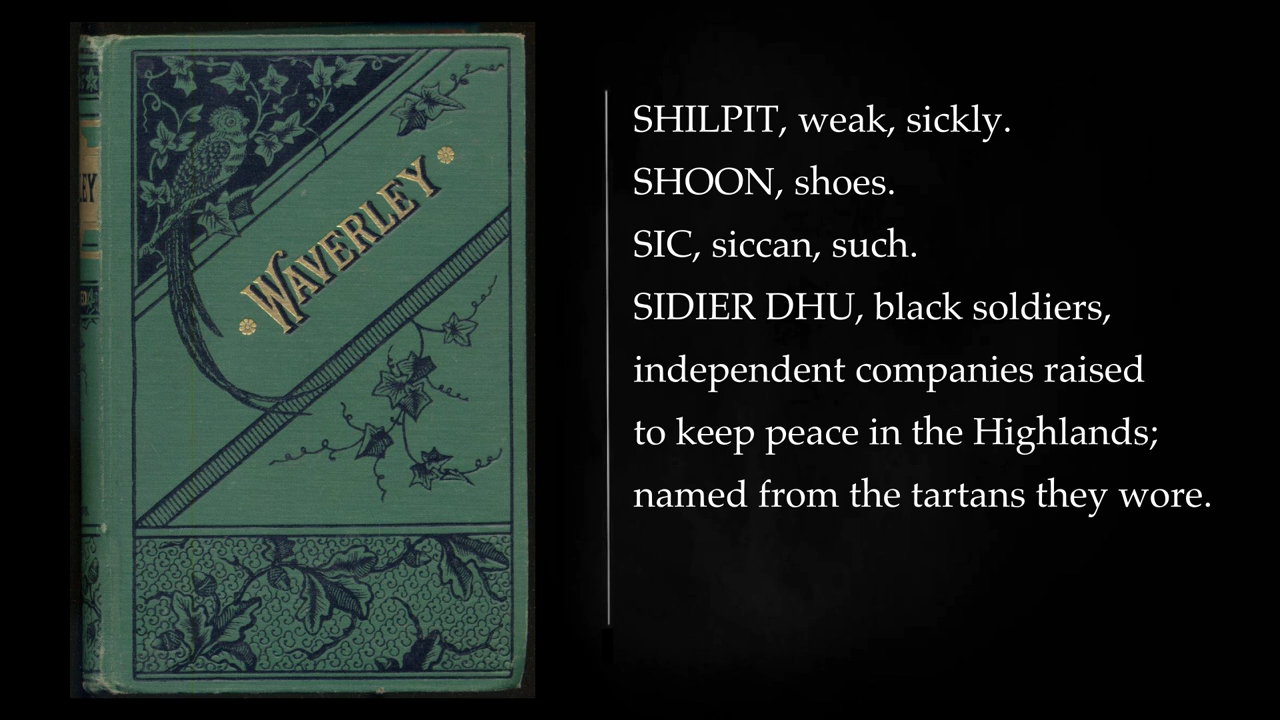 WAVERLEY
SHILPIT, weak, sickly.
SHOON, shoes.
SIC, siccan, such.
SIDIER DHU, black soldiers,
independent companies raised
to keep peace in the Highlands;
named from the tartans they wore.